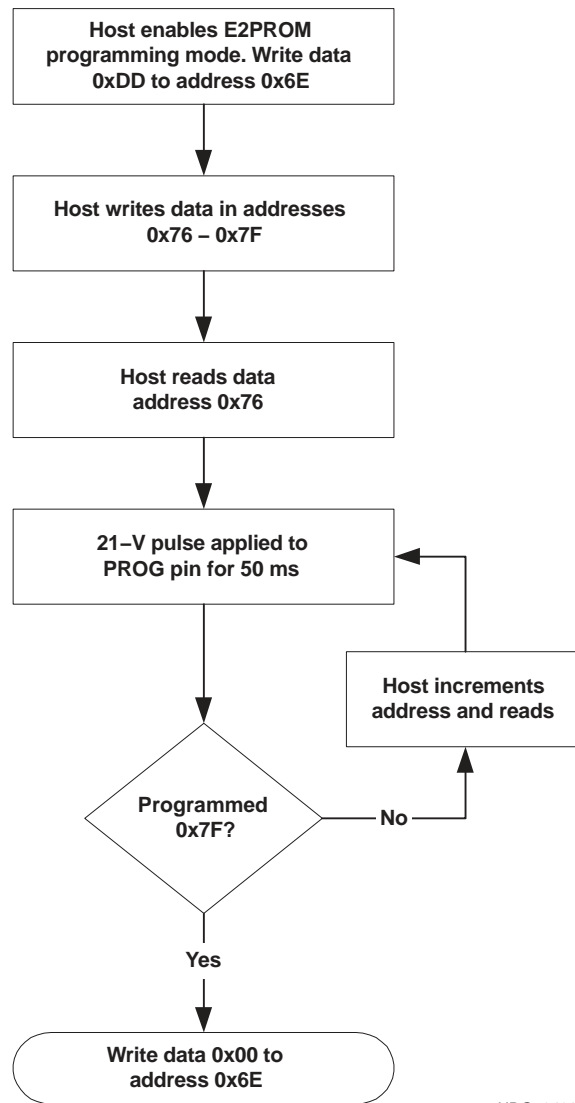 Host enables E2PROM
programming mode. Write data
0xDD to address 0x6E
Host writes data in addresses
0x76 – 0x7F
Host reads data
address 0x76
21–V pulse applied to
PROG pin for 50 ms
Host increments
address and reads
Programmed
0x7F?
No
Yes
Write data 0x00 to
address 0x6E